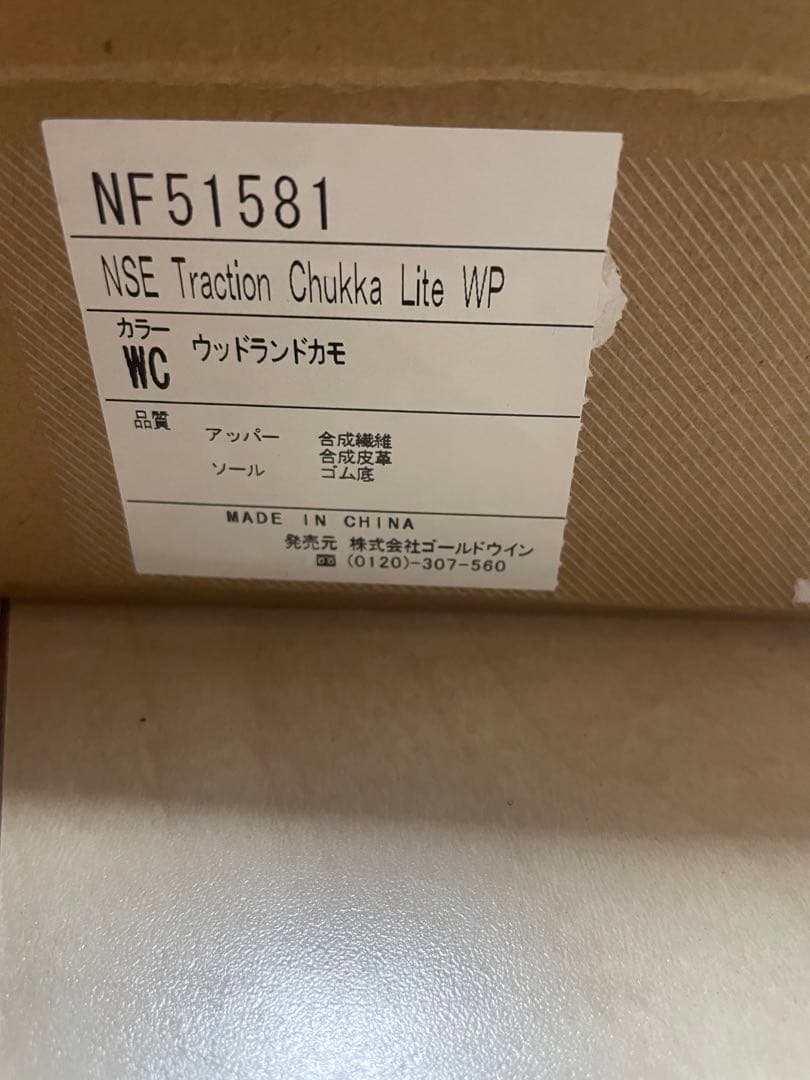 NF51581
NSE Traction Chukka Lite WP
カラー
WC ウッドランドカモ
品質
アッパー 合成繊維
合成皮革
ソール ゴム底
MADE IN CHINA
発売元 株式会社ゴールドウイン
(0120)-307-560